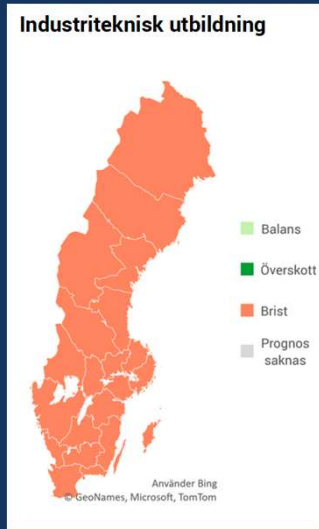 Industriteknisk utbildning
Balans
Överskott
Brist
Prognos
saknas
Använder Bing
© GeoNames, Microsoft, TomTom